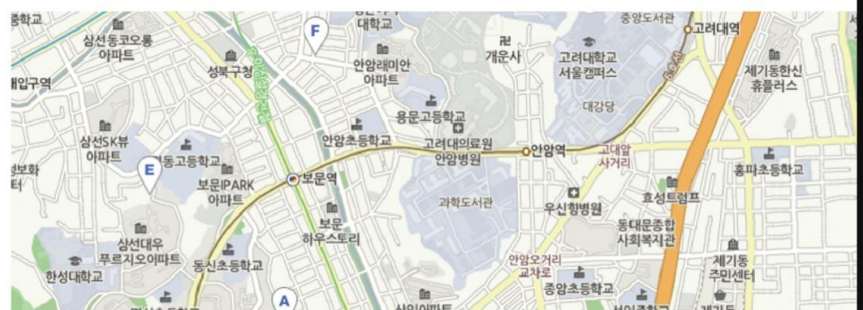 중학교
삼선동코오롱
아파트
성북구청
F
대학교
안암래미안
아파트
개운사
고려대학교
서울캠퍼스
중앙도서관
고려대역
대강당
제기동한신
휴플러스
입구역
용문고등학교
삼선SK뷰
아파트
동고등학교
안암초등학교
고려대의료원
안암병원
안암역
고대앞
사거리
홍파초등학교
E
보문IPARK
아파트
보문역
과학도서관
우신향병원
효성트럼프
보문
하우스토리
동대문종합
사회복지관
삼선대우
푸르지오아파트
한성대학교
동신초등학교
안암오거리
교차로
종암초등학교
제기동
주민센터
A